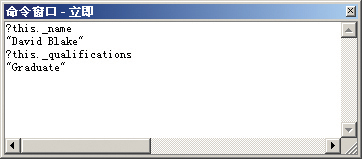 命令窗口 - 立即
?this._name
"David Blake"
?this._qualifications
"Graduate"